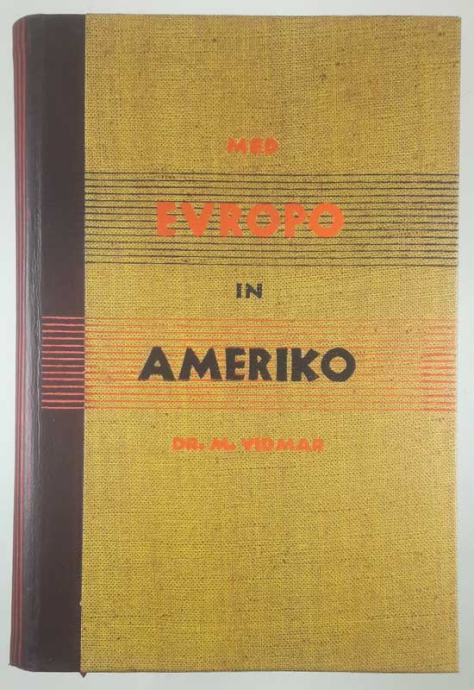 MED
EVROPO
IN
AMERIKO
DR. M. VIDMAR